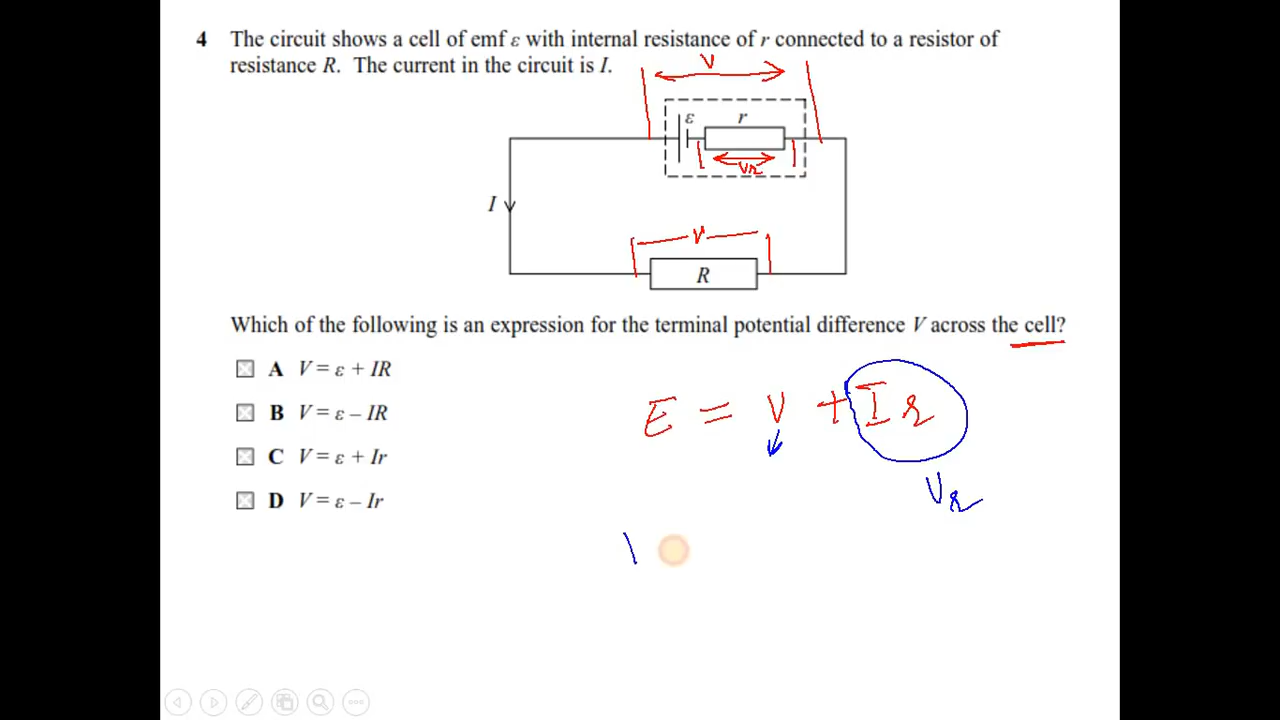 4 The circuit shows a cell of emf ε with internal resistance of r connected to a resistor of
resistance R. The current in the circuit is I.
V
ε r
Vr
I
V
R
Which of the following is an expression for the terminal potential difference V across the cell?
A V = ε + IR
B V = ε – IR
C V = ε + Ir
D V = ε – Ir
E = V + Ir
Vr